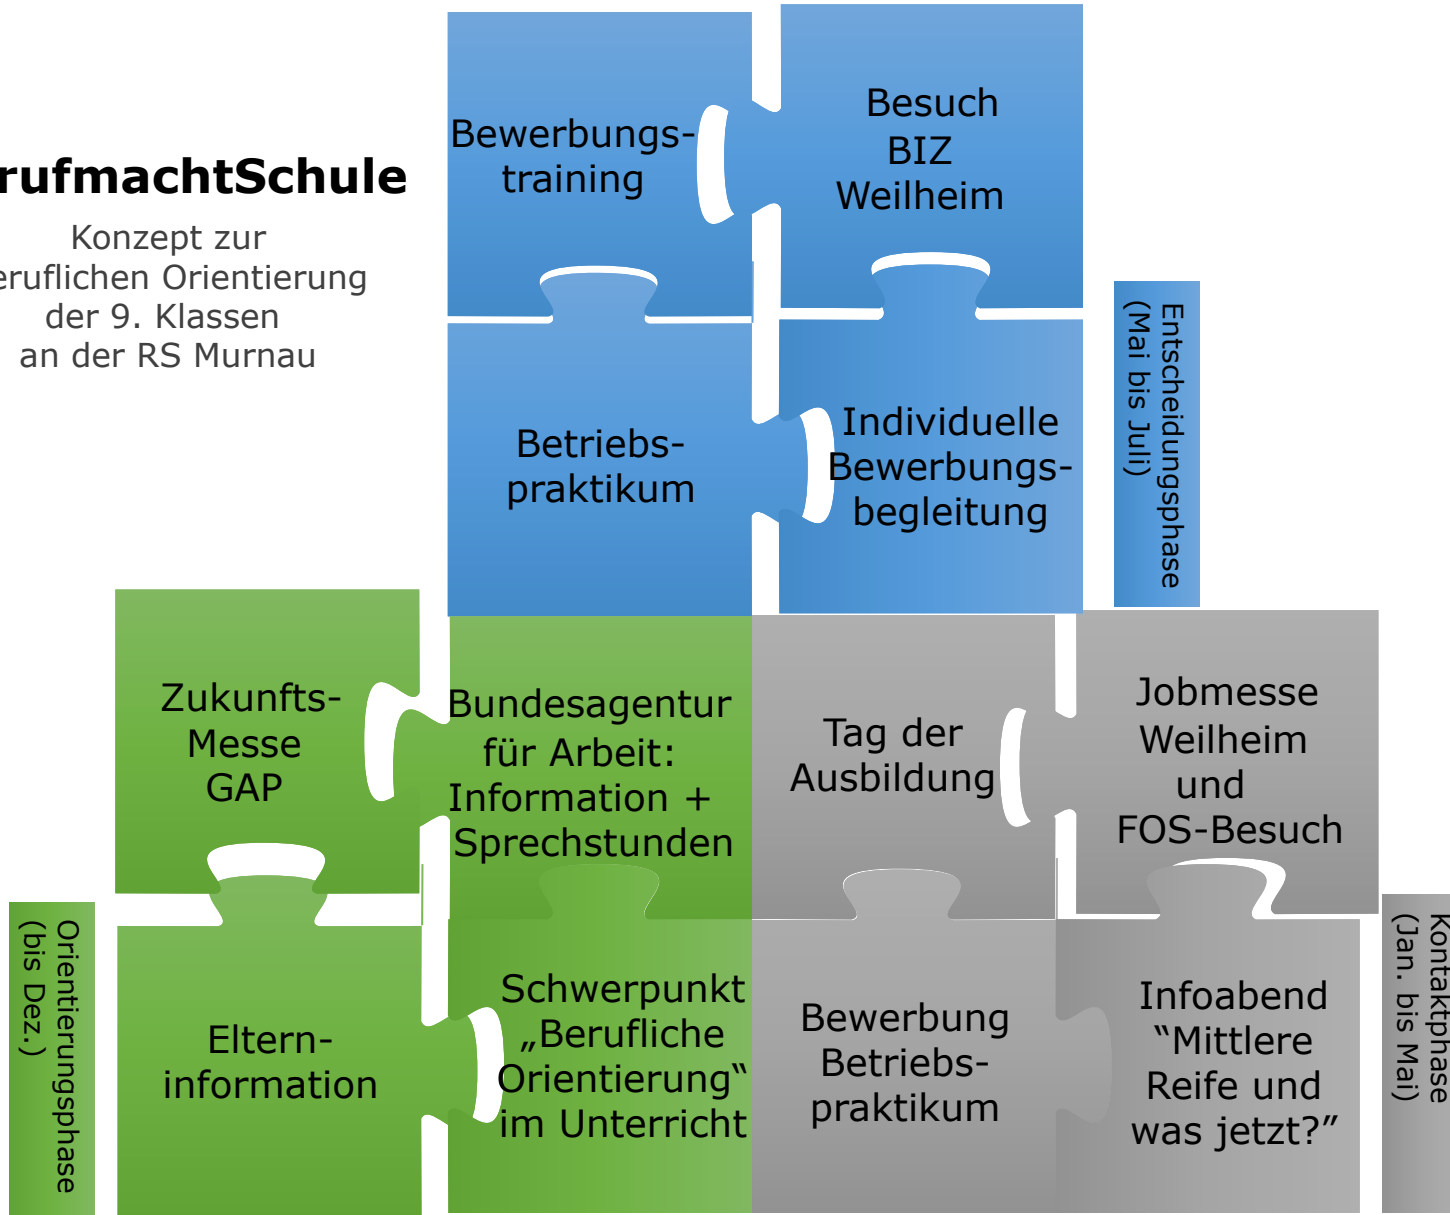 rufmachtSchule
Konzept zur
eruflichen Orientierung
der 9. Klassen
an der RS Murnau
Bewerbungs-
training
Besuch
BIZ
Weilheim
Betriebs-
praktikum
Individuelle
Bewerbungs-
begleitung
Entscheidungsphase
(Mai bis Juli)
Zukunfts-
Messe
GAP
Bundesagentur
für Arbeit:
Information +
Sprechstunden
Tag der
Ausbildung
Jobmesse
Weilheim
und
FOS-Besuch
Orientierungsphase
(bis Dez.)
Eltern-
information
Schwerpunkt
„Berufliche
Orientierung“
im Unterricht
Bewerbung
Betriebs-
praktikum
Infoabend
“Mittlere
Reife und
was jetzt?”
Kontaktphase
(Jan. bis Mai)